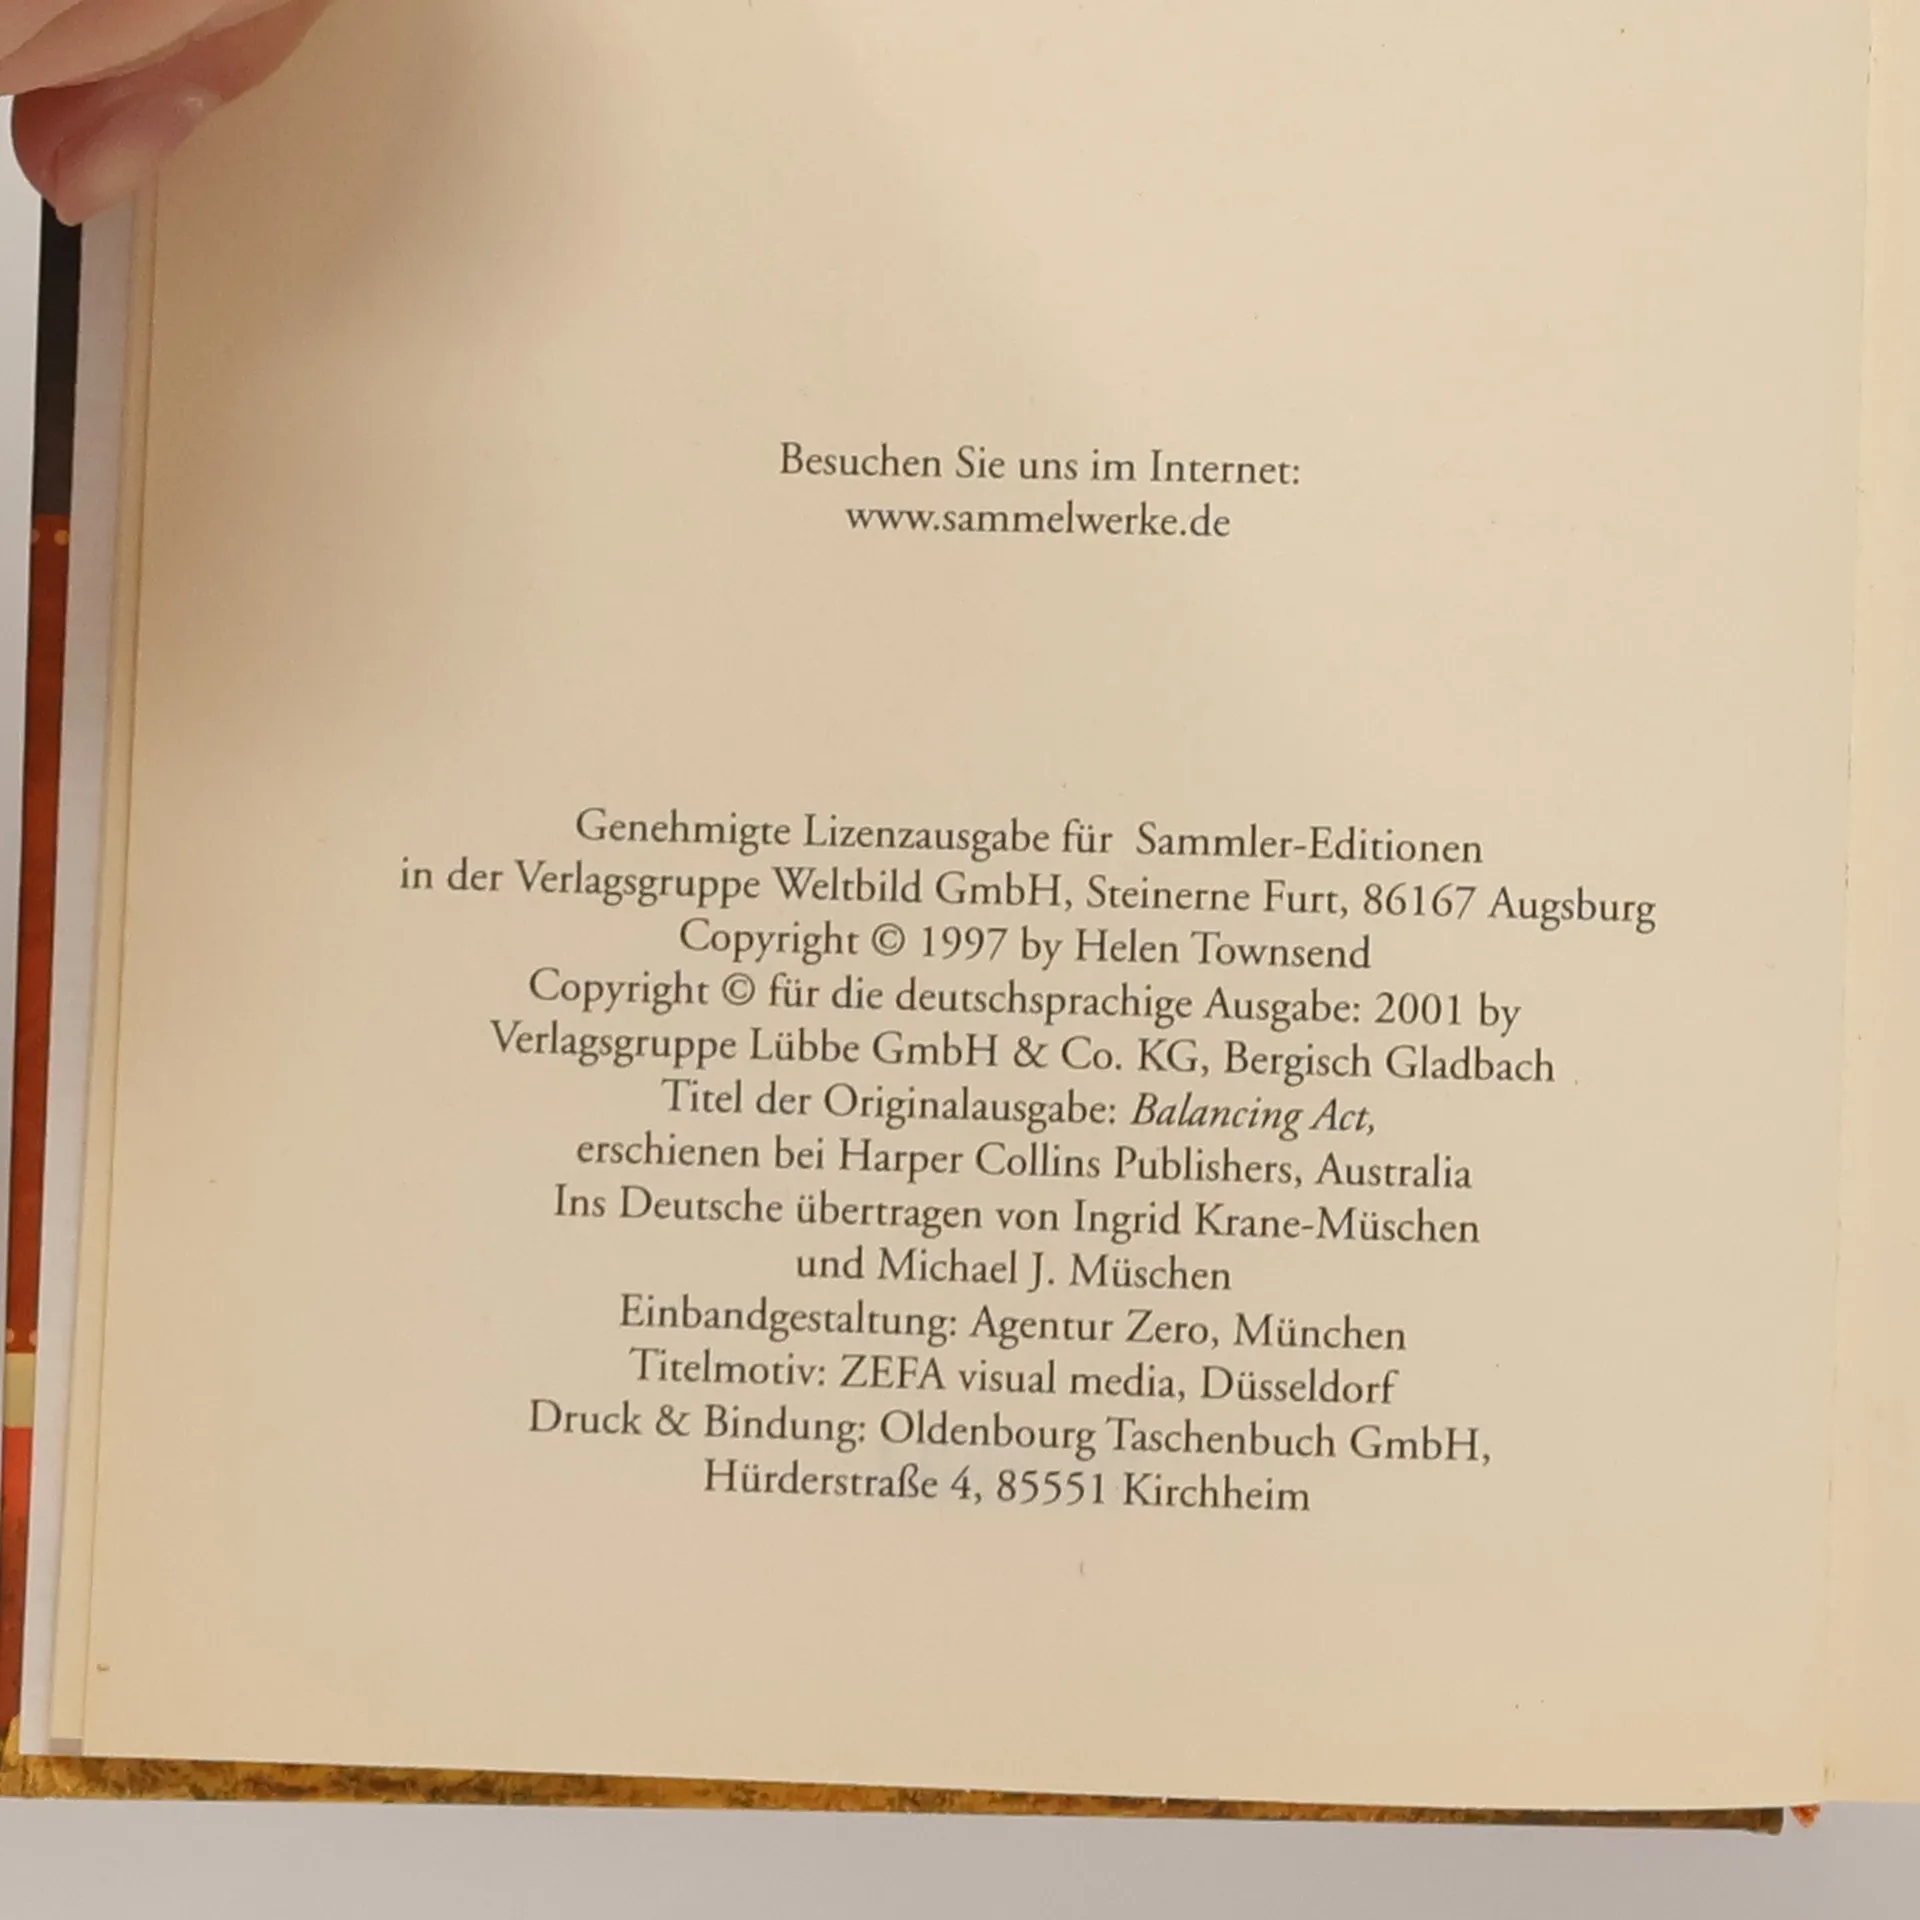 Besuchen Sie uns im Internet:
www.sammelwerke.de
Genehmigte Lizenzausgabe für Sammler-Editionen
in der Verlagsgruppe Weltbild GmbH, Steinerne Furt, 86167 Augsburg
Copyright © 1997 by Helen Townsend
Copyright © für die deutschsprachige Ausgabe: 2001 by
Verlagsgruppe Lübbe GmbH & Co. KG, Bergisch Gladbach
Titel der Originalausgabe: Balancing Act,
erschienen bei Harper Collins Publishers, Australia
Ins Deutsche übertragen von Ingrid Krane-Müschen
und Michael J. Müschen
Einbandgestaltung: Agentur Zero, München
Titelmotiv: ZEFA visual media, Düsseldorf
Druck & Bindung: Oldenbourg Taschenbuch GmbH,
Hürderstraße 4, 85551 Kirchheim